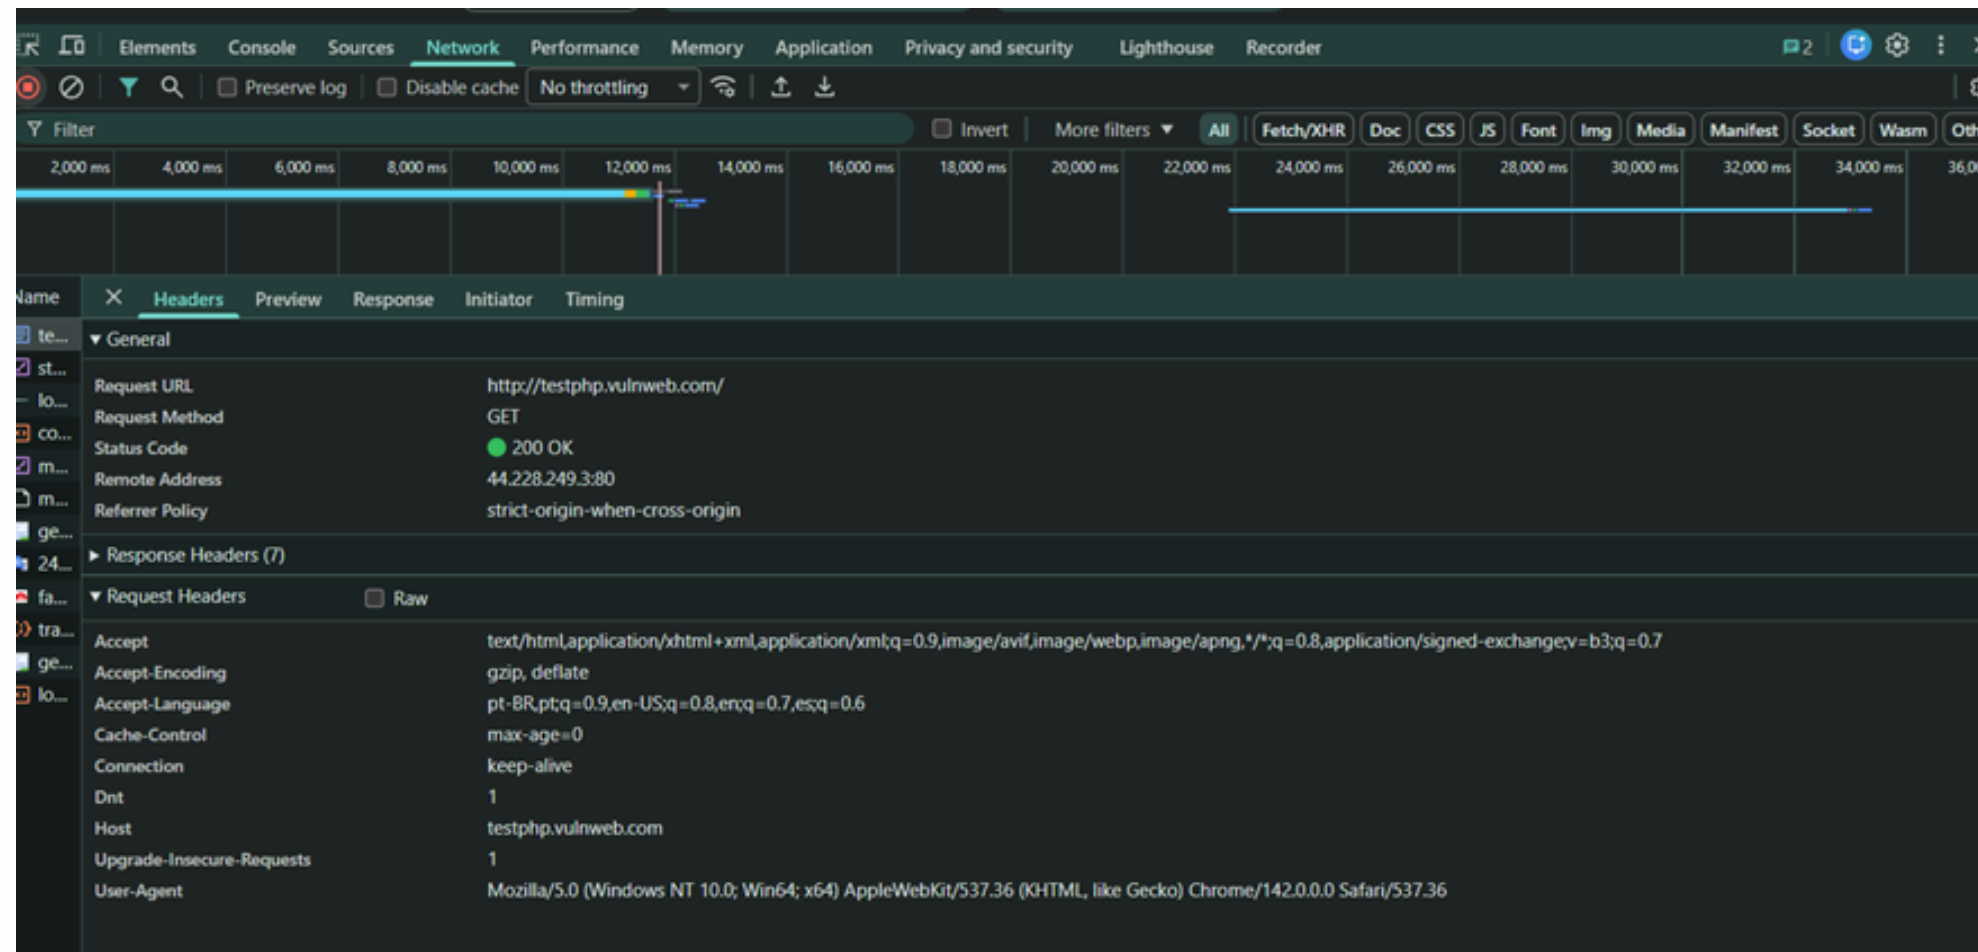 Elements Console Sources Network Performance Memory Application Privacy and security Lighthouse Recorder 2
Preserve log Disable cache No throttling
Filter Invert More filters All Fetch/XHR Doc CSS JS Font Img Media Manifest Socket Wasm Oth
2,000 ms 4,000 ms 6,000 ms 8,000 ms 10,000 ms 12,000 ms 14,000 ms 16,000 ms 18,000 ms 20,000 ms 22,000 ms 24,000 ms 26,000 ms 28,000 ms 30,000 ms 32,000 ms 34,000 ms 36,0
Name Headers Preview Response Initiator Timing
te... General
st...
Request URL http://testphp.vulnweb.com/
lo...
Request Method GET
co...
Status Code 200 OK
m...
Remote Address 44.228.249.3:80
m...
Referrer Policy strict-origin-when-cross-origin
ge...
Response Headers (7)
24...
fa... Request Headers Raw
tra...
Accept text/html,application/xhtml+xml,application/xml;q=0.9,image/avif,image/webp,image/apng,*/*;q=0.8,application/signed-exchange;v=b3;q=0.7
ge...
Accept-Encoding gzip, deflate
lo...
Accept-Language pt-BR,pt;q=0.9,en-US;q=0.8,en;q=0.7,es;q=0.6
Cache-Control max-age=0
Connection keep-alive
Dnt 1
Host testphp.vulnweb.com
Upgrade-Insecure-Requests 1
User-Agent Mozilla/5.0 (Windows NT 10.0; Win64; x64) AppleWebKit/537.36 (KHTML, like Gecko) Chrome/142.0.0.0 Safari/537.36